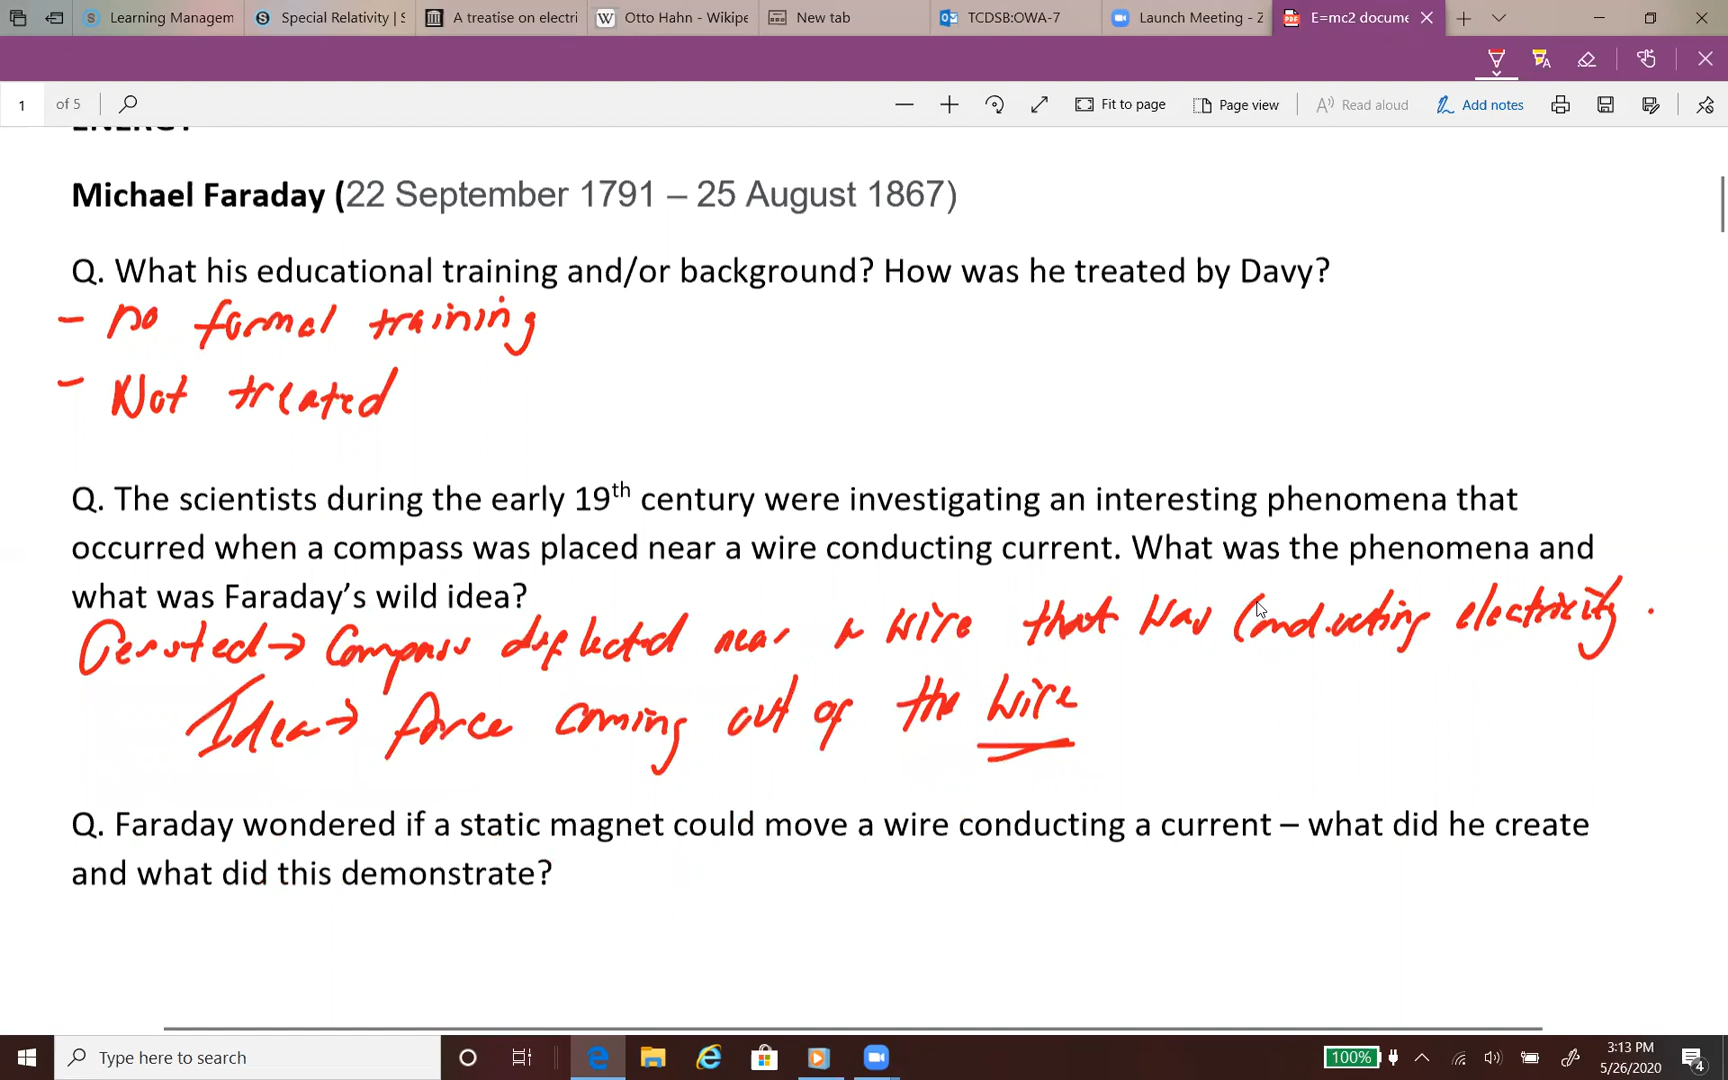 Learning Managem
Special Relativity | S
A treatise on electri
W Otto Hahn - Wikipe
New tab
TCDSB:OWA-7
Launch Meeting - Z
E=mc2 docume
1 of 5
Fit to page
Page view
Read aloud
Add notes
ENERGY
Michael Faraday (22 September 1791 – 25 August 1867)
Q. What his educational training and/or background? How was he treated by Davy?
- no formal training
- Not treated
Q. The scientists during the early 19th century were investigating an interesting phenomena that
occurred when a compass was placed near a wire conducting current. What was the phenomena and
what was Faraday's wild idea?
Oersted → Compass deflected near a wire that was conducting electricity.
Idea → force coming out of the wire
Q. Faraday wondered if a static magnet could move a wire conducting a current – what did he create
and what did this demonstrate?
Type here to search
100%
3:13 PM
5/26/2020
4